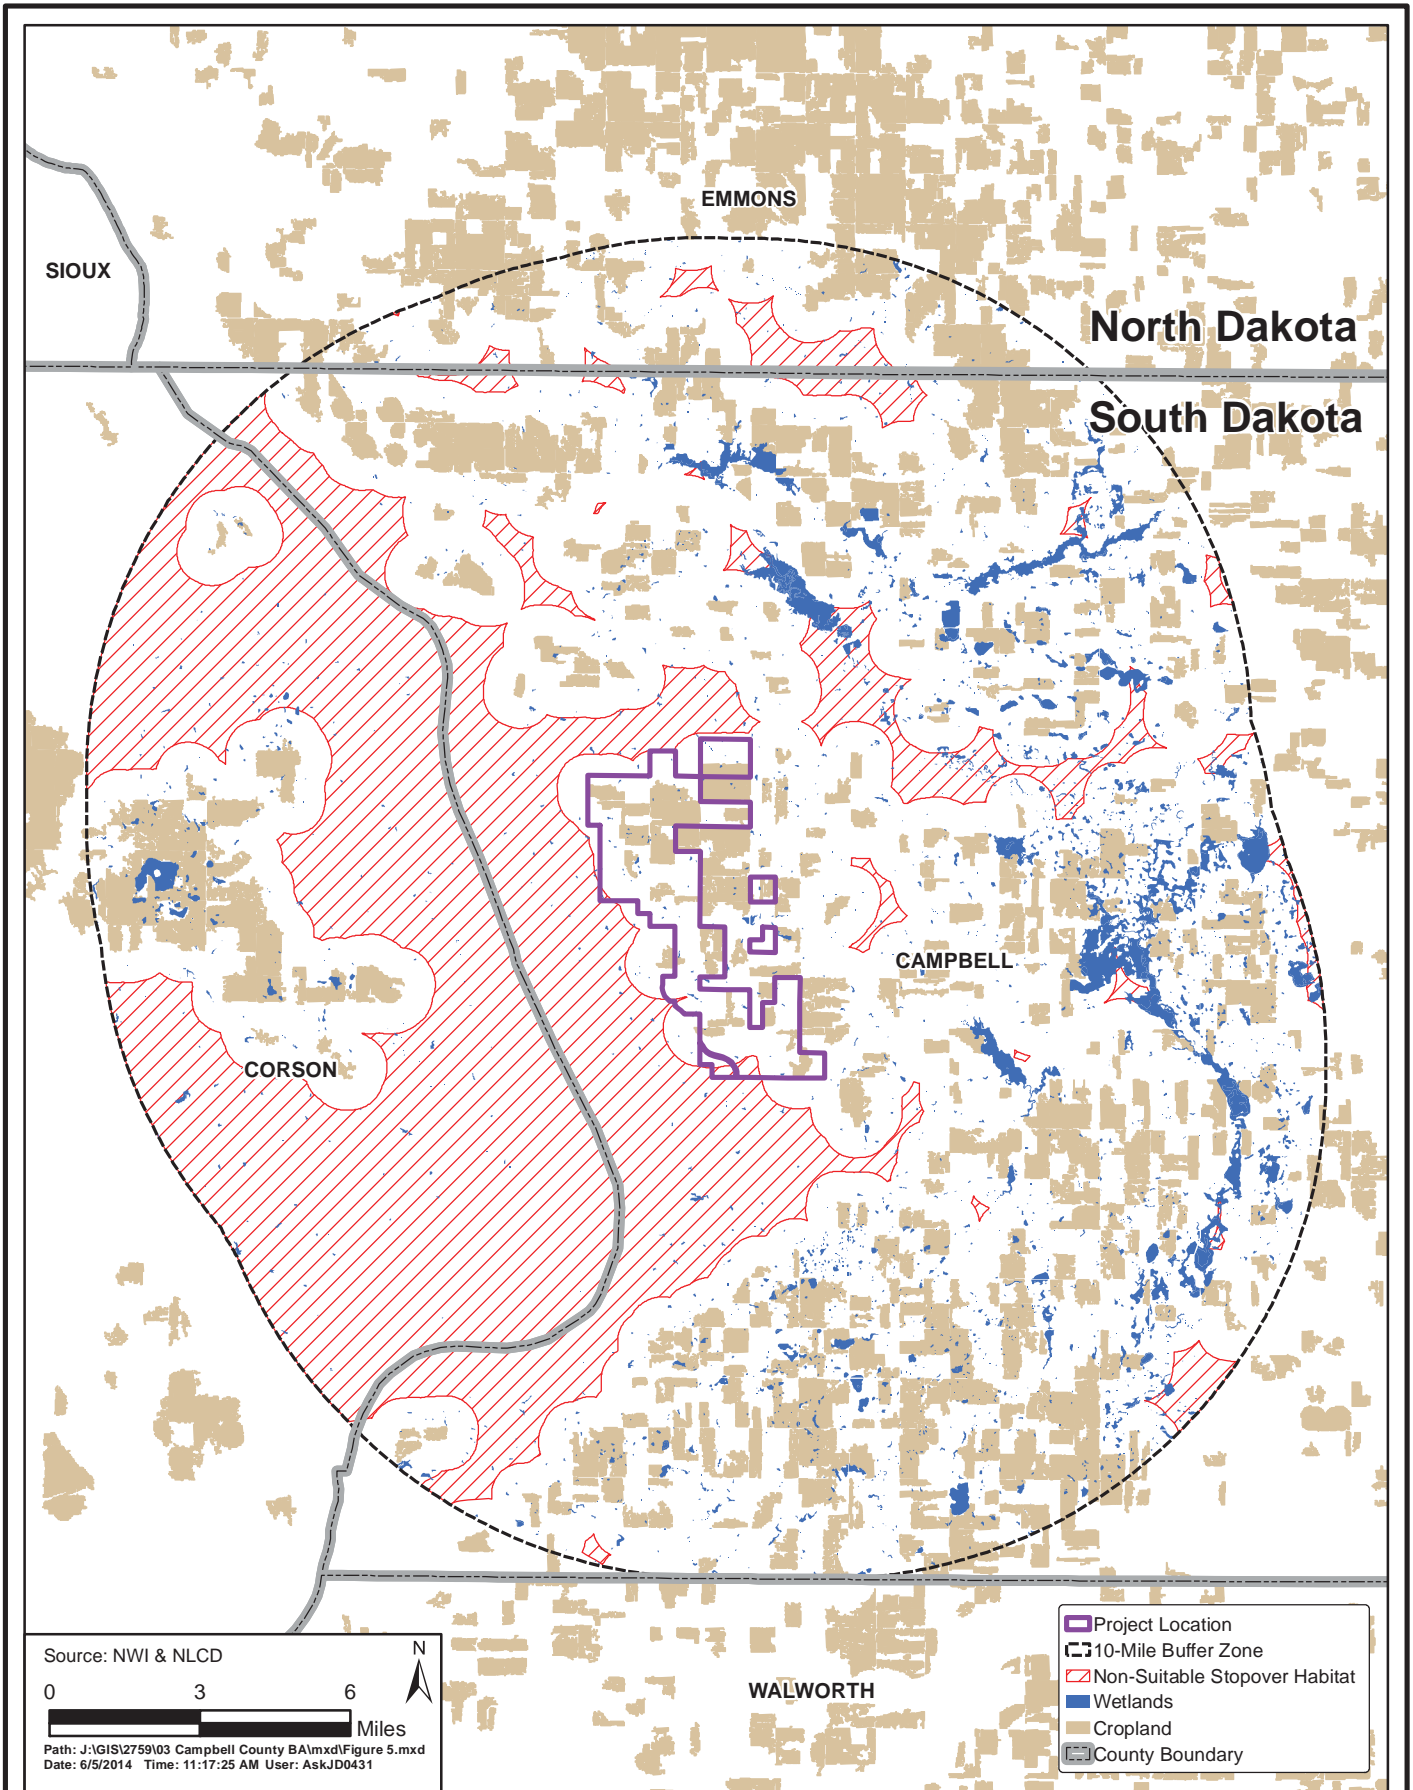 EMMONS
SIOUX
North Dakota
South Dakota
CAMPBELL
CORSON
WALWORTH
Source: NWI & NLCD
N
0 3 6
Miles
Path: J:\GIS\2759\03 Campbell County BA\mxd\Figure 5.mxd
Date: 6/5/2014 Time: 11:17:25 AM User: AskJD0431
Project Location
10-Mile Buffer Zone
Non-Suitable Stopover Habitat
Wetlands
Cropland
County Boundary